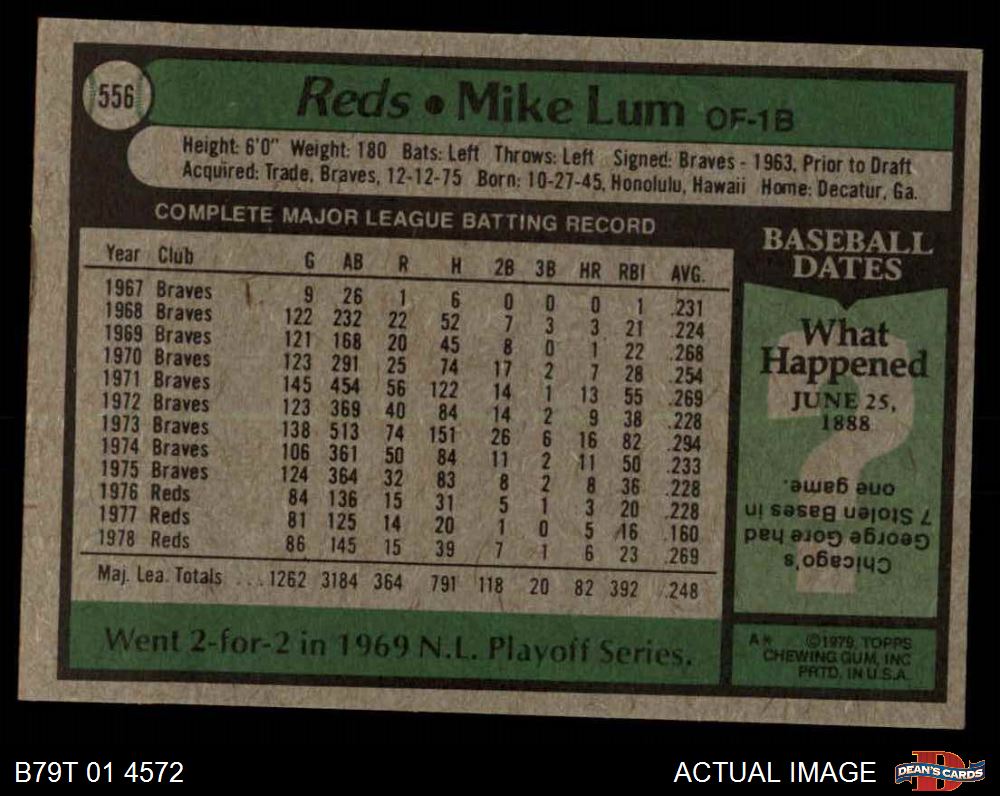 556
Reds • Mike Lum OF-1B
Height: 6'0" Weight: 180 Bats: Left Throws: Left Signed: Braves - 1963, Prior to Draft
Acquired: Trade, Braves, 12-12-75 Born: 10-27-45, Honolulu, Hawaii Home: Decatur, Ga.
COMPLETE MAJOR LEAGUE BATTING RECORD
Year Club G AB R H 2B 3B HR RBI AVG.
1967 Braves 9 26 1 6 0 0 0 1 .231
1968 Braves 122 232 22 52 7 3 3 21 .224
1969 Braves 121 168 20 45 8 0 1 22 .268
1970 Braves 123 291 25 74 17 2 7 28 .254
1971 Braves 145 454 56 122 14 1 13 55 .269
1972 Braves 123 369 40 84 14 2 9 38 .228
1973 Braves 138 513 74 151 26 6 16 82 .294
1974 Braves 106 361 50 84 11 2 11 50 .233
1975 Braves 124 364 32 83 8 2 8 36 .228
1976 Reds 84 136 15 31 5 1 3 20 .228
1977 Reds 81 125 14 20 1 0 5 16 .160
1978 Reds 86 145 15 39 7 1 6 23 .269
Maj. Lea. Totals ... 1262 3184 364 791 118 20 82 392 .248
Went 2-for-2 in 1969 N.L. Playoff Series.
BASEBALL
DATES
What
Happened
JUNE 25,
1888
?
Chicago's
George Gore had
7 Stolen Bases in
one game.
A* ©1979, TOPPS
CHEWING GUM, INC
PRTD. IN U.S.A.
B79T 01 4572
ACTUAL IMAGE
D
DEAN'S CARDS